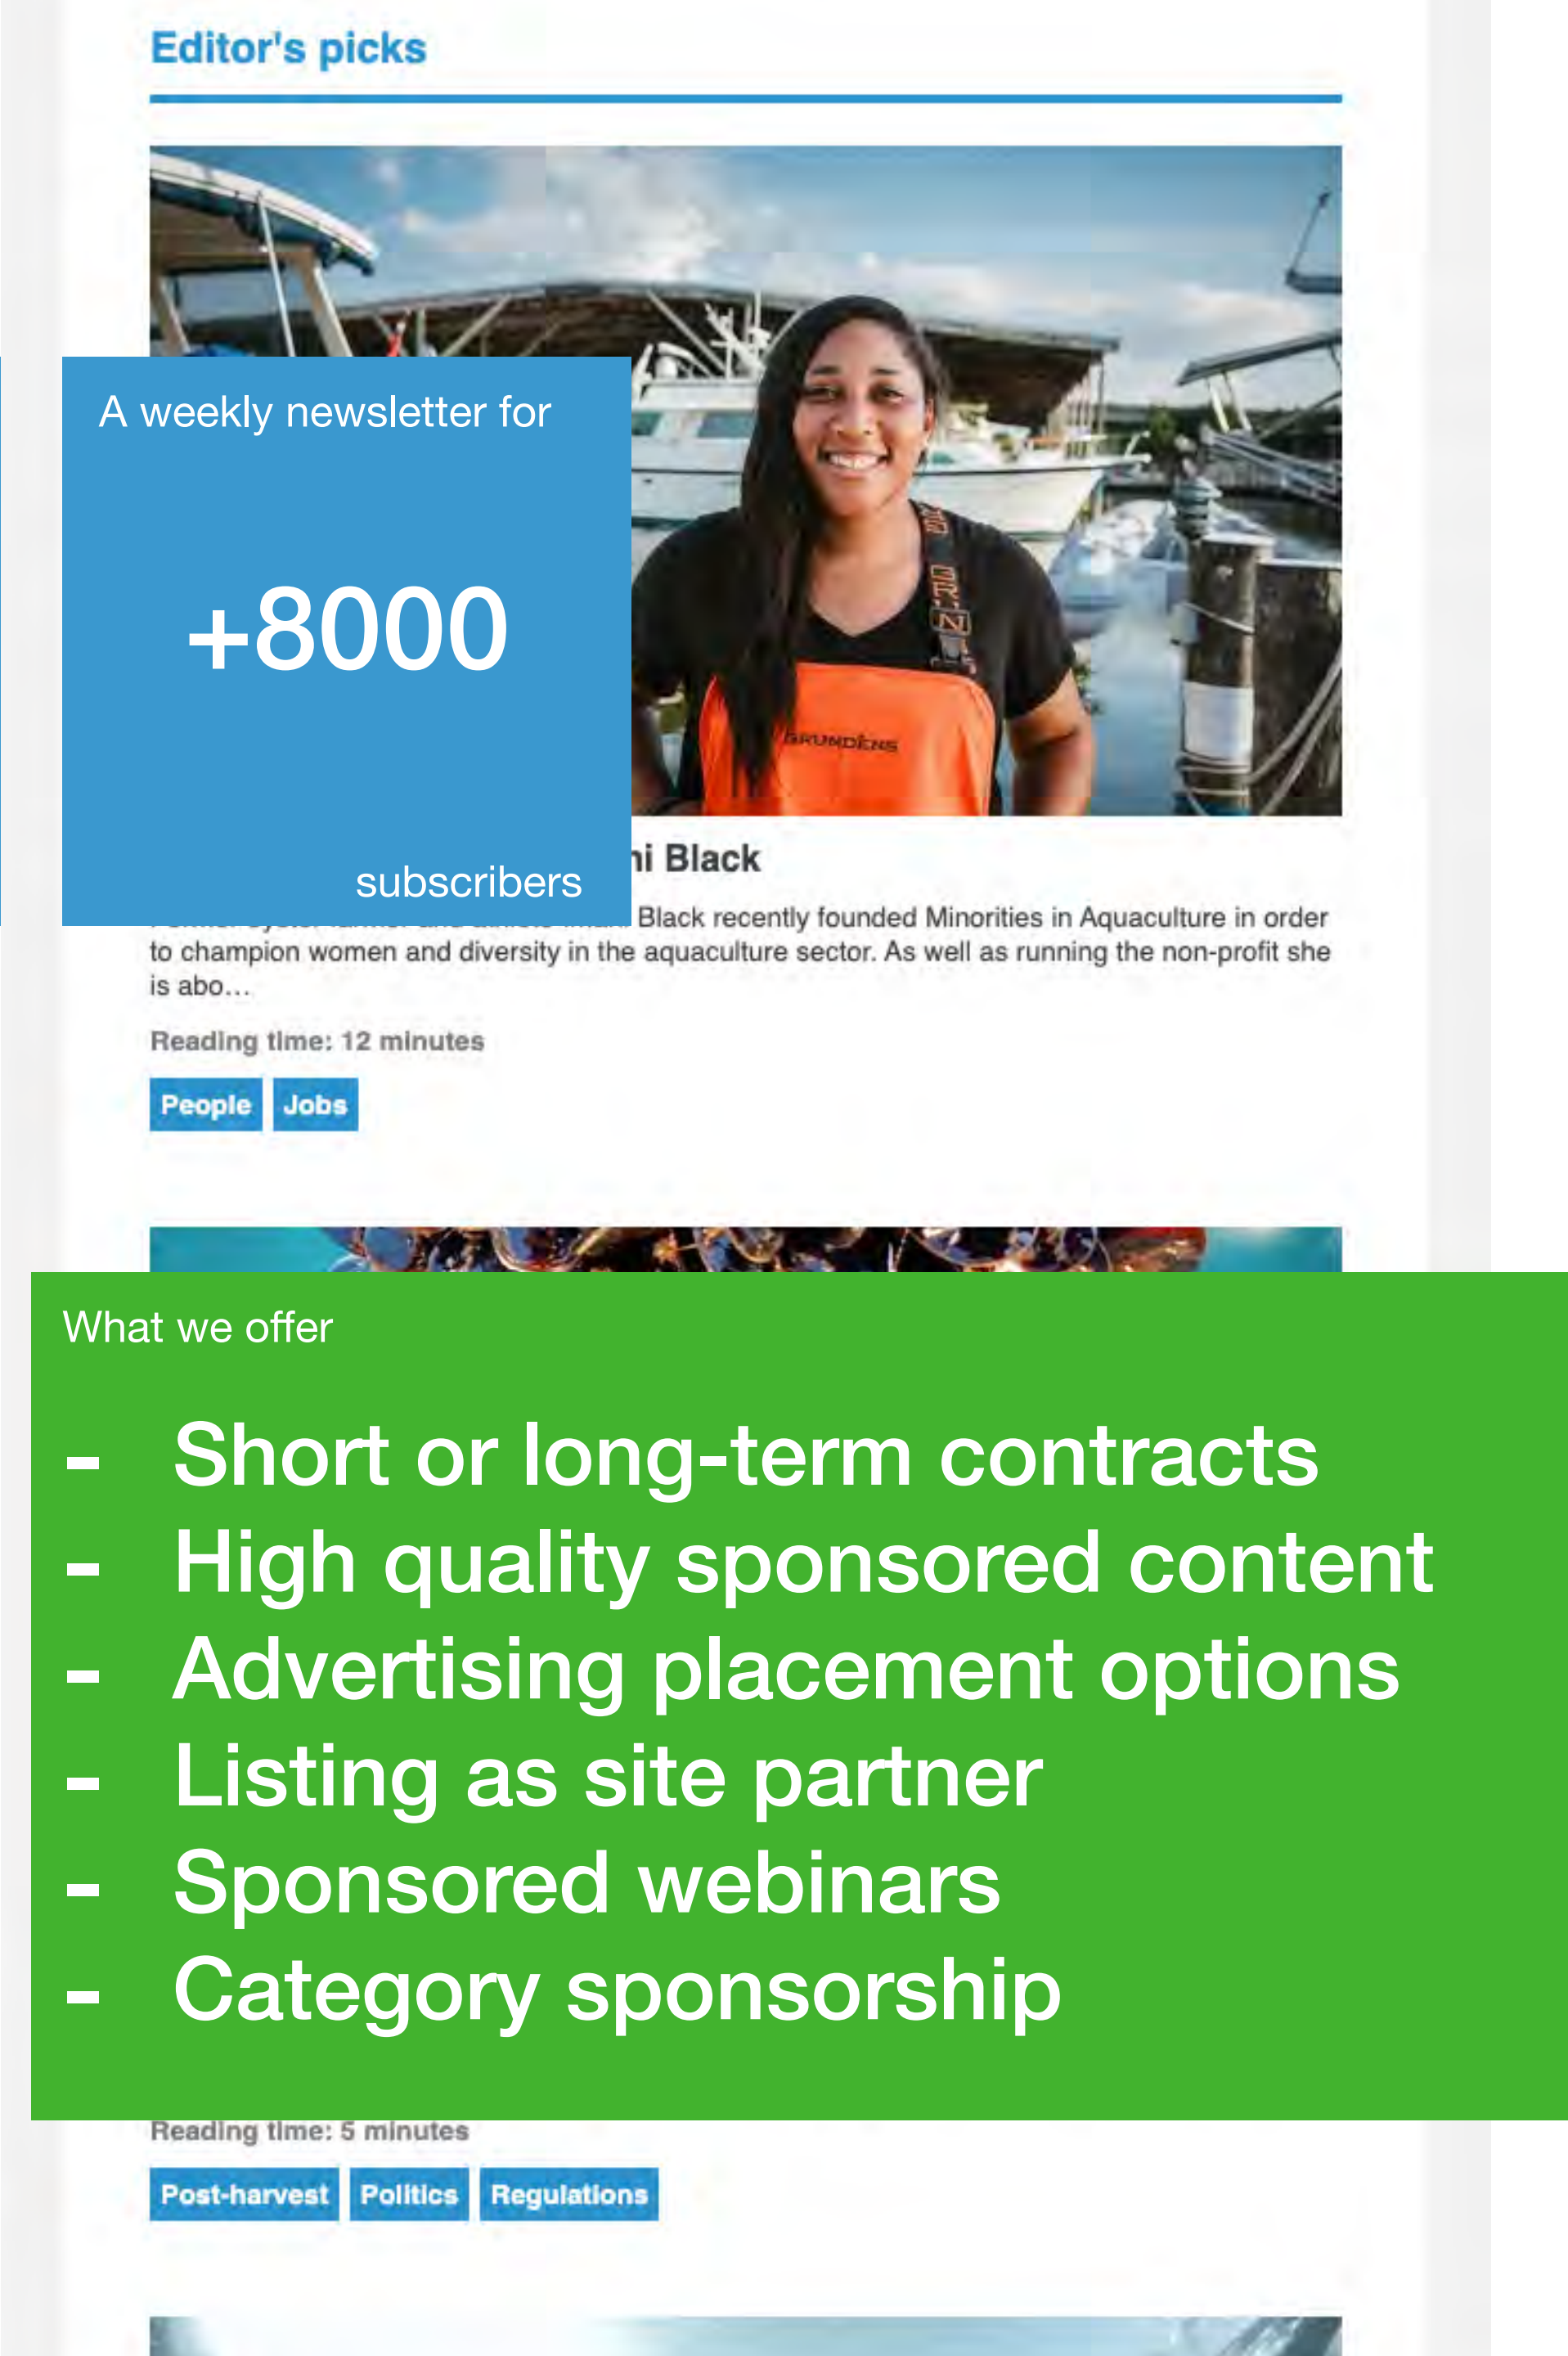 Editor's picks
A weekly newsletter for
+8000
subscribers
GRUNDÉNS
ni Black
Black recently founded Minorities in Aquaculture in order
to champion women and diversity in the aquaculture sector. As well as running the non-profit she
is abo...
Reading time: 12 minutes
People Jobs
What we offer
- Short or long-term contracts
- High quality sponsored content
- Advertising placement options
- Listing as site partner
- Sponsored webinars
- Category sponsorship
Reading time: 5 minutes
Post-harvest Politics Regulations